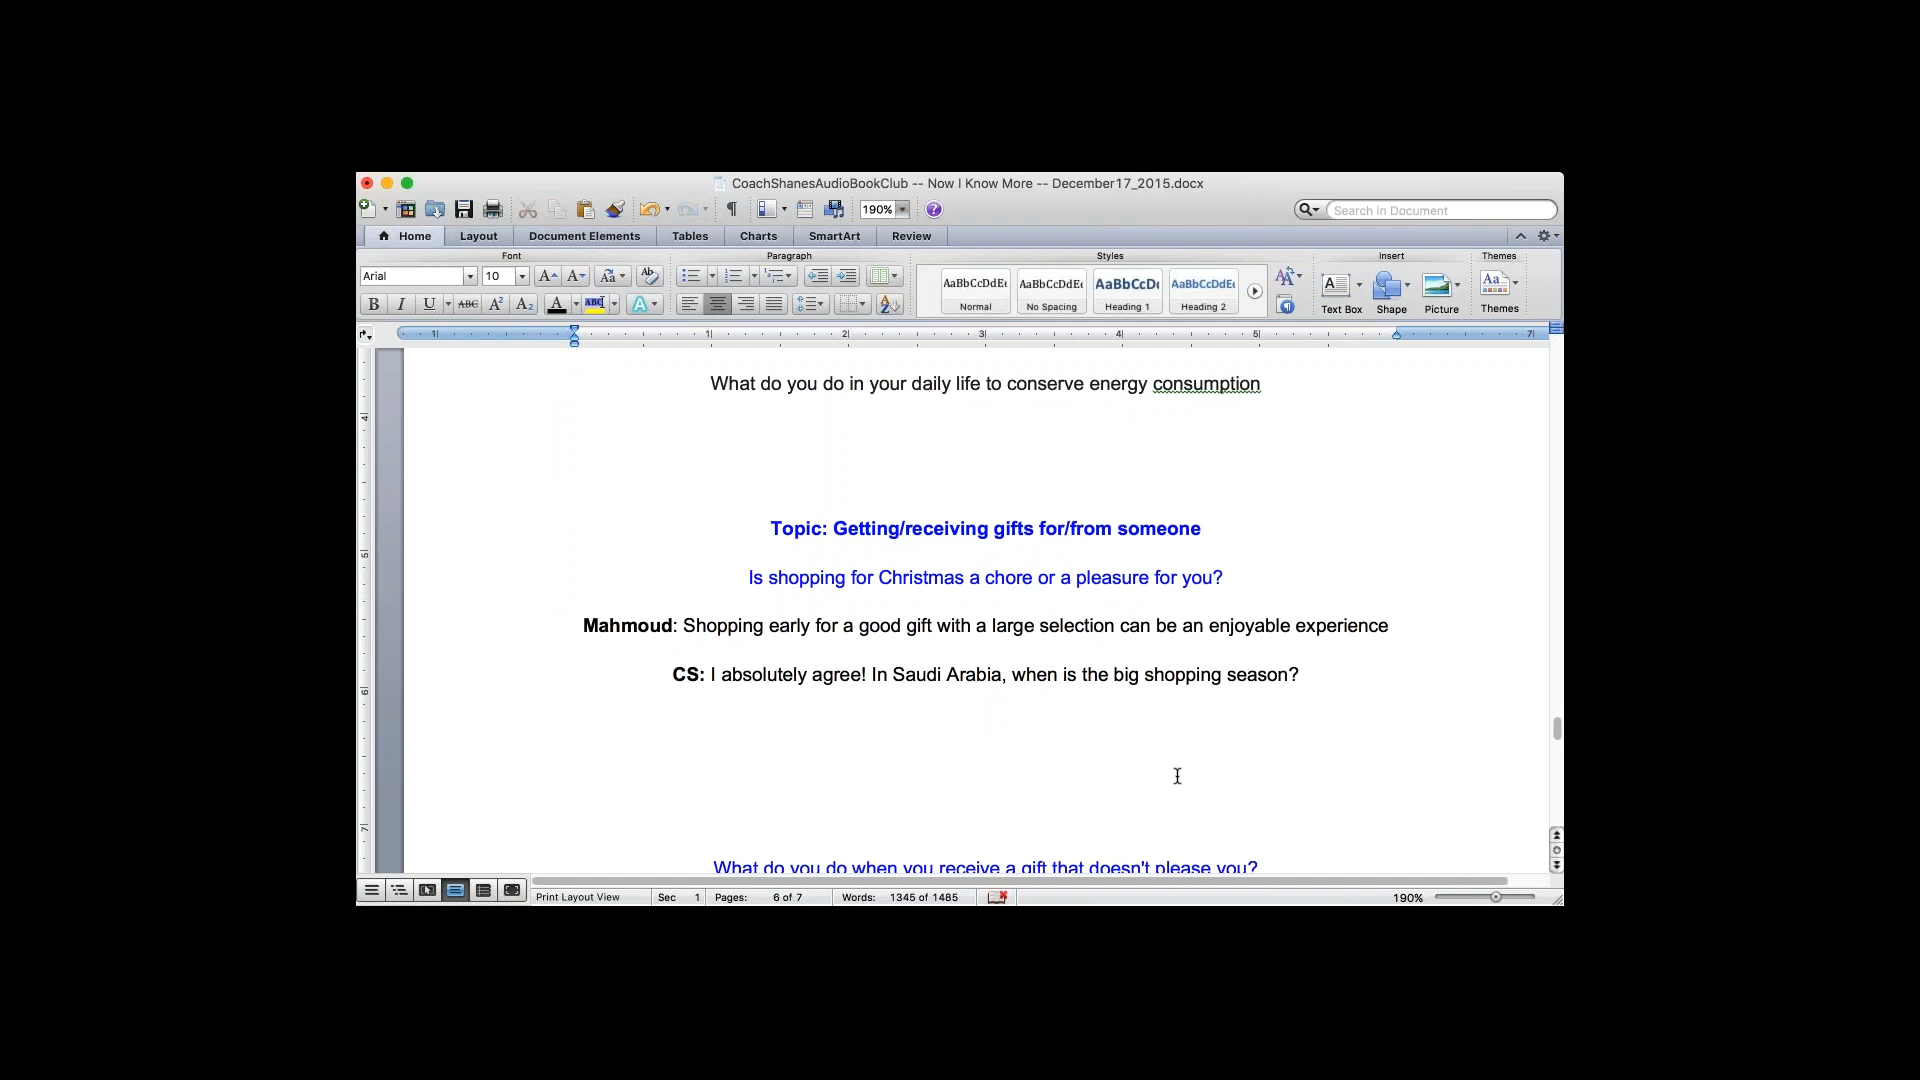 CoachShanesAudioBookClub -- Now I Know More -- December17_2015.docx
190%
Search in Document
Home Layout Document Elements Tables Charts SmartArt Review
Font Paragraph Styles Insert Themes
Arial 10
AaBbCcDdEe AaBbCcDdEe AaBbCcDd AaBbCcDdEe
Normal No Spacing Heading 1 Heading 2
Text Box Shape Picture Themes
What do you do in your daily life to conserve energy consumption
Topic: Getting/receiving gifts for/from someone
Is shopping for Christmas a chore or a pleasure for you?
Mahmoud: Shopping early for a good gift with a large selection can be an enjoyable experience
CS: I absolutely agree! In Saudi Arabia, when is the big shopping season?
What do you do when you receive a gift that doesn't please you?
Print Layout View Sec 1 Pages: 6 of 7 Words: 1345 of 1485 190%